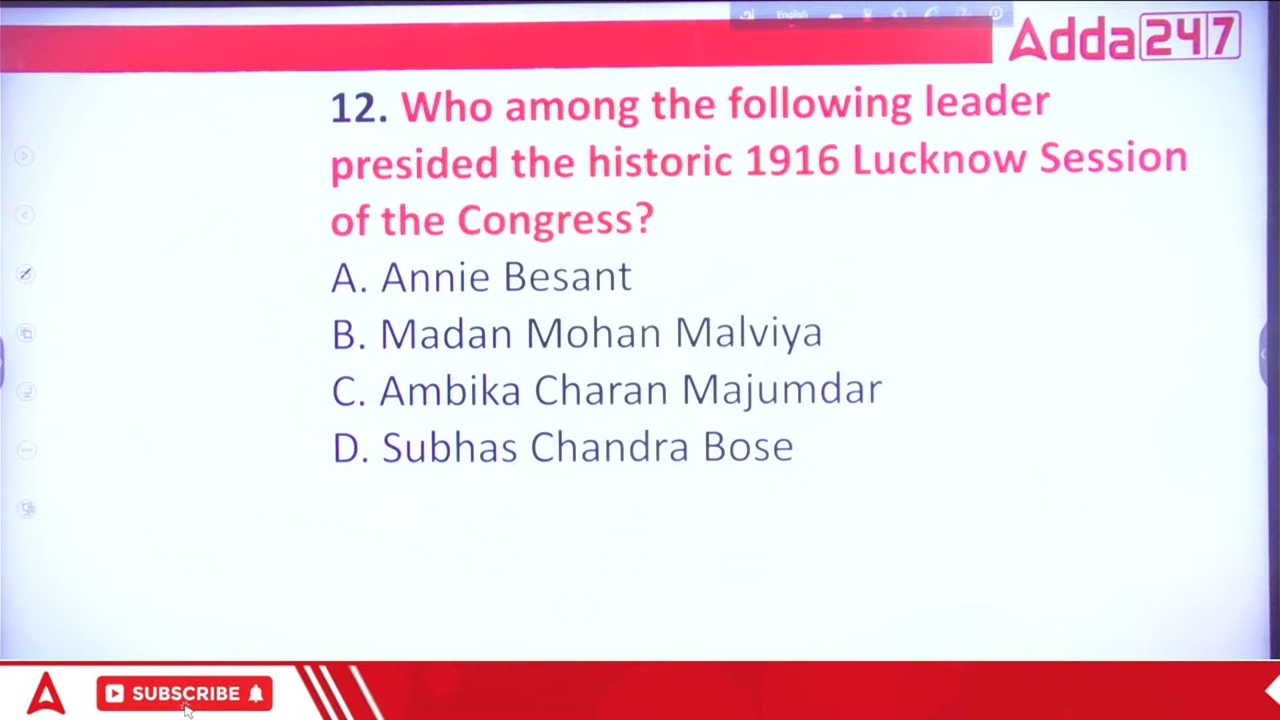 English
Adda247
12. Who among the following leader
presided the historic 1916 Lucknow Session
of the Congress?
A. Annie Besant
B. Madan Mohan Malviya
C. Ambika Charan Majumdar
D. Subhas Chandra Bose
SUBSCRIBE